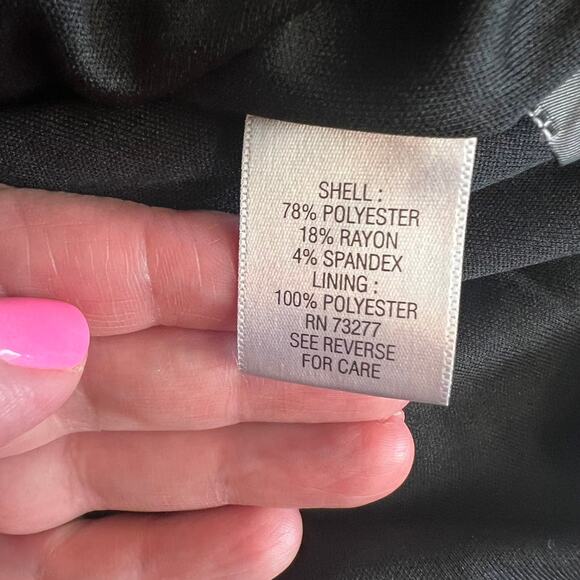 SHELL :
78% POLYESTER
18% RAYON
4% SPANDEX
LINING :
100% POLYESTER
RN 73277
SEE REVERSE
FOR CARE